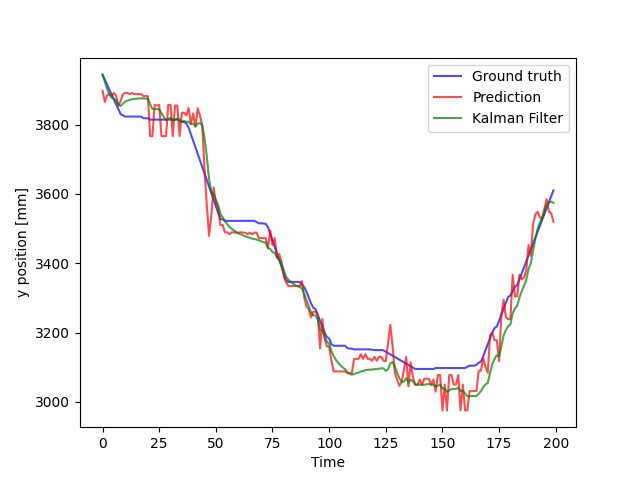 Ground truth
Prediction
Kalman Filter
y position [mm]
3800
3600
3400
3200
3000
0 25 50 75 100 125 150 175 200
Time